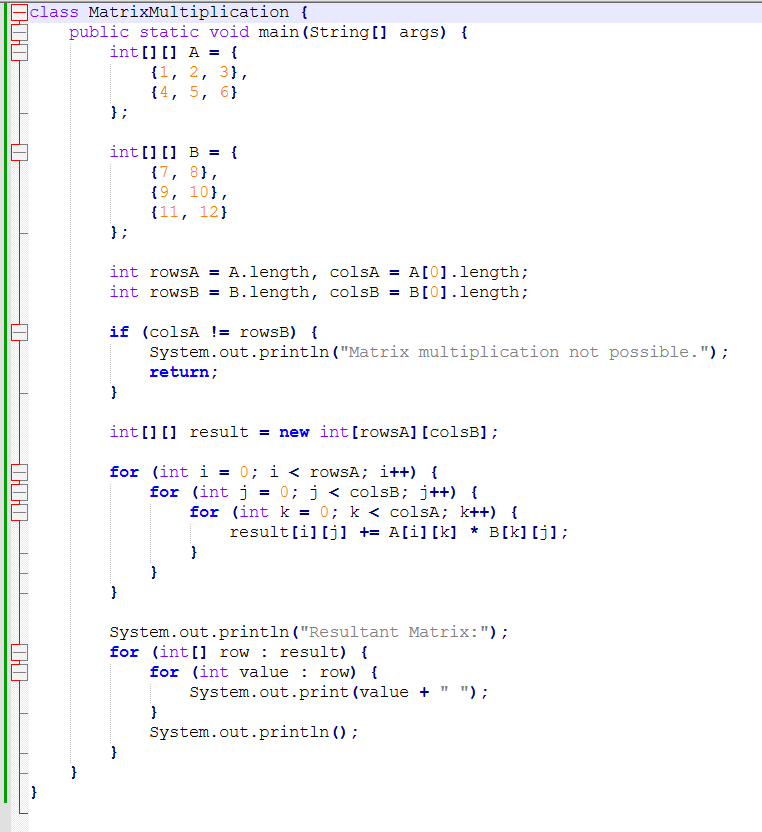 class MatrixMultiplication {
    public static void main(String[] args) {
        int[][] A = {
            {1, 2, 3},
            {4, 5, 6}
        };

        int[][] B = {
            {7, 8},
            {9, 10},
            {11, 12}
        };

        int rowsA = A.length, colsA = A[0].length;
        int rowsB = B.length, colsB = B[0].length;

        if (colsA != rowsB) {
            System.out.println("Matrix multiplication not possible.");
            return;
        }

        int[][] result = new int[rowsA][colsB];

        for (int i = 0; i < rowsA; i++) {
            for (int j = 0; j < colsB; j++) {
                for (int k = 0; k < colsA; k++) {
                    result[i][j] += A[i][k] * B[k][j];
                }
            }
        }

        System.out.println("Resultant Matrix:");
        for (int[] row : result) {
            for (int value : row) {
                System.out.print(value + " ");
            }
            System.out.println();
        }
    }
}